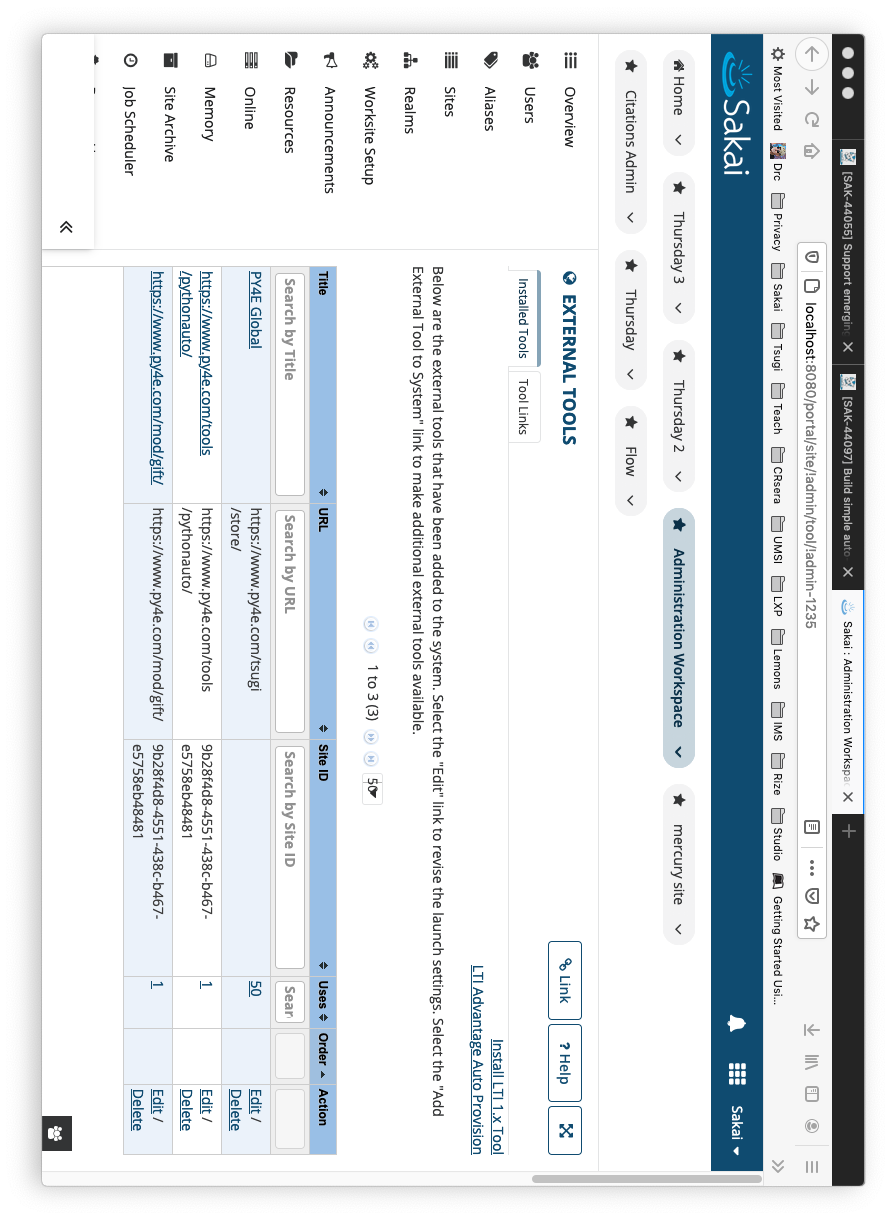 [SAK-44055] Support emerging
[SAK-44097] Build simple auto
Sakai : Administration Workspa
localhost:8080/portal/site/!admin/tool/!admin-1235
Most Visited
Drc
Privacy
Sakai
Tsugi
Teach
CRsera
UMSI
LXP
Lemons
IMS
Rize
Studio
Getting Started Usi...
Sakai
Sakai
Home
Thursday 3
Thursday 2
Administration Workspace
mercury site
Citations Admin
Thursday
Flow
Overview
Users
Aliases
Sites
Realms
Worksite Setup
Announcements
Resources
Online
Memory
Site Archive
Job Scheduler
EXTERNAL TOOLS
Link
? Help
Installed Tools
Tool Links
Install LTI 1.x Tool
LTI Advantage Auto Provision
Below are the external tools that have been added to the system. Select the "Edit" link to revise the launch settings. Select the "Add
External Tool to System" link to make additional external tools available.
1 to 3 (3)
50
Title URL Site ID Uses Order Action
Search by Title Search by URL Search by Site ID Sear
PY4E Global https://www.py4e.com/tsugi 50 Edit /
/store/ Delete
https://www.py4e.com/tools https://www.py4e.com/tools 9b28f4d8-4551-438c-b467- 1 Edit /
/pythonauto/ /pythonauto/ e5758eb48481 Delete
https://www.py4e.com/mod/gift/ https://www.py4e.com/mod/gift/ 9b28f4d8-4551-438c-b467- 1 Edit /
e5758eb48481 Delete